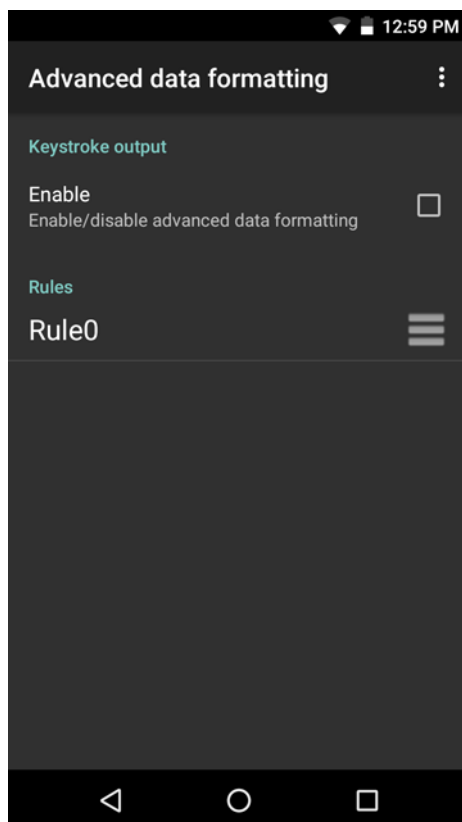 12:59 PM
Advanced data formatting
Keystroke output
Enable
Enable/disable advanced data formatting
Rules
Rule0